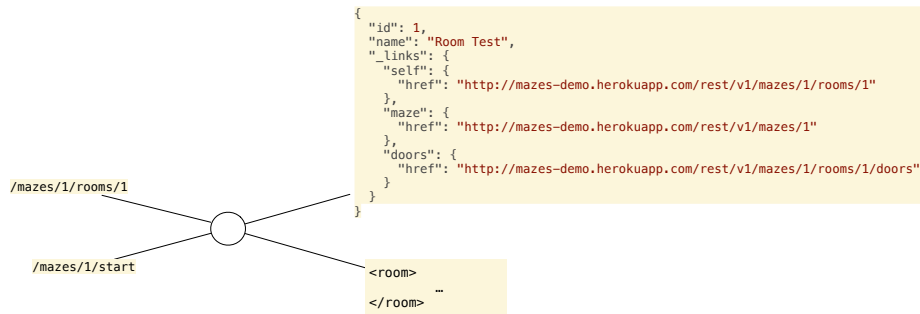 {
  "id": 1,
  "name": "Room Test",
  "_links": {
    "self": {
      "href": "http://mazes-demo.herokuapp.com/rest/v1/mazes/1/rooms/1"
    },
    "maze": {
      "href": "http://mazes-demo.herokuapp.com/rest/v1/mazes/1"
    },
    "doors": {
      "href": "http://mazes-demo.herokuapp.com/rest/v1/mazes/1/rooms/1/doors"
    }
  }
}
/mazes/1/rooms/1
/mazes/1/start
<room>
…
</room>